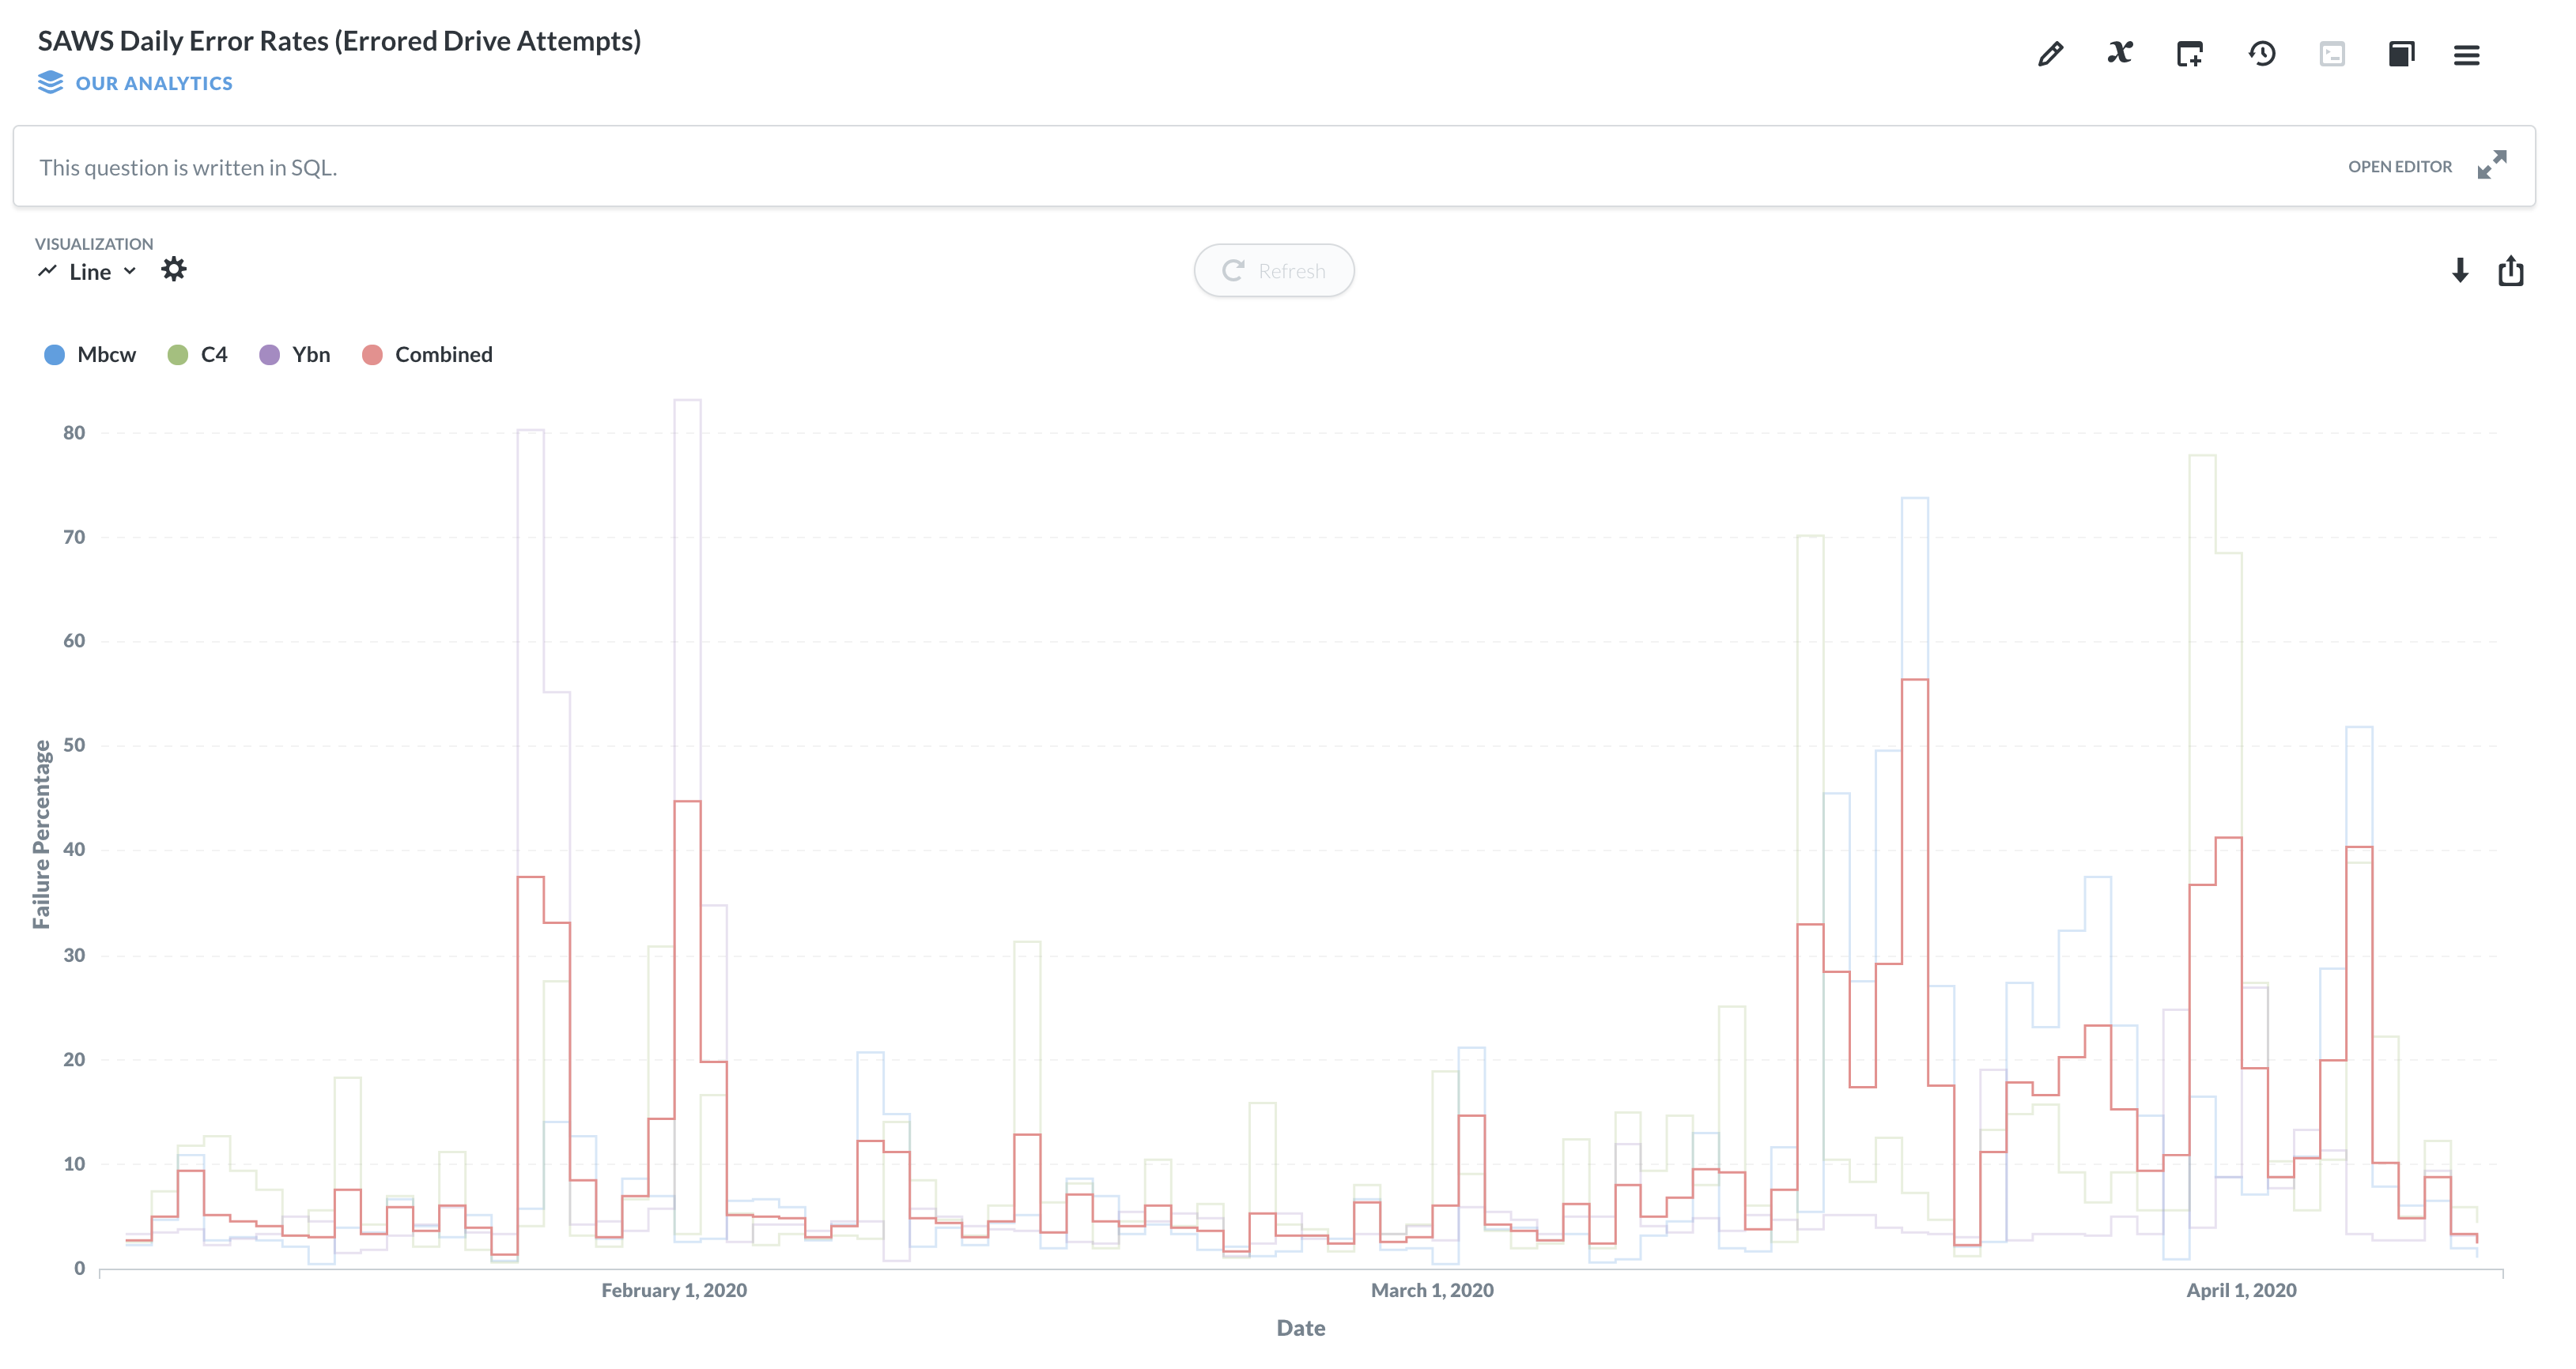 SAWS Daily Error Rates (Errored Drive Attempts)
OUR ANALYTICS
This question is written in SQL.
OPEN EDITOR
VISUALIZATION
Line
Refresh
Mbcw C4 Ybn Combined
80
70
60
50
40
30
20
10
0
Failure Percentage
February 1, 2020 March 1, 2020 April 1, 2020
Date